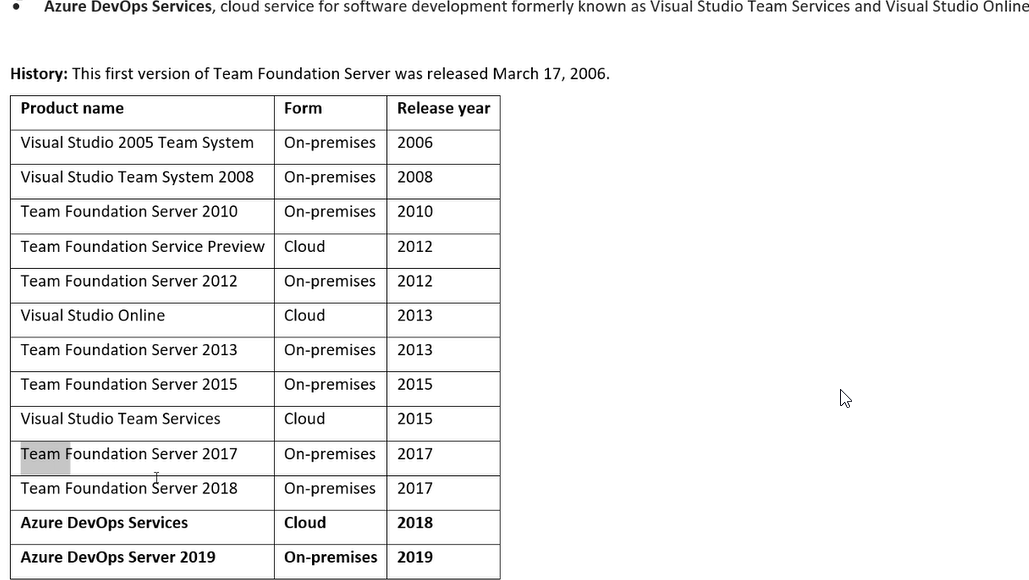 • Azure DevOps Services, cloud service for software development formerly known as Visual Studio Team Services and Visual Studio Online
History: This first version of Team Foundation Server was released March 17, 2006.
Product name Form Release year
Visual Studio 2005 Team System On-premises 2006
Visual Studio Team System 2008 On-premises 2008
Team Foundation Server 2010 On-premises 2010
Team Foundation Service Preview Cloud 2012
Team Foundation Server 2012 On-premises 2012
Visual Studio Online Cloud 2013
Team Foundation Server 2013 On-premises 2013
Team Foundation Server 2015 On-premises 2015
Visual Studio Team Services Cloud 2015
Team Foundation Server 2017 On-premises 2017
Team Foundation Server 2018 On-premises 2017
Azure DevOps Services Cloud 2018
Azure DevOps Server 2019 On-premises 2019